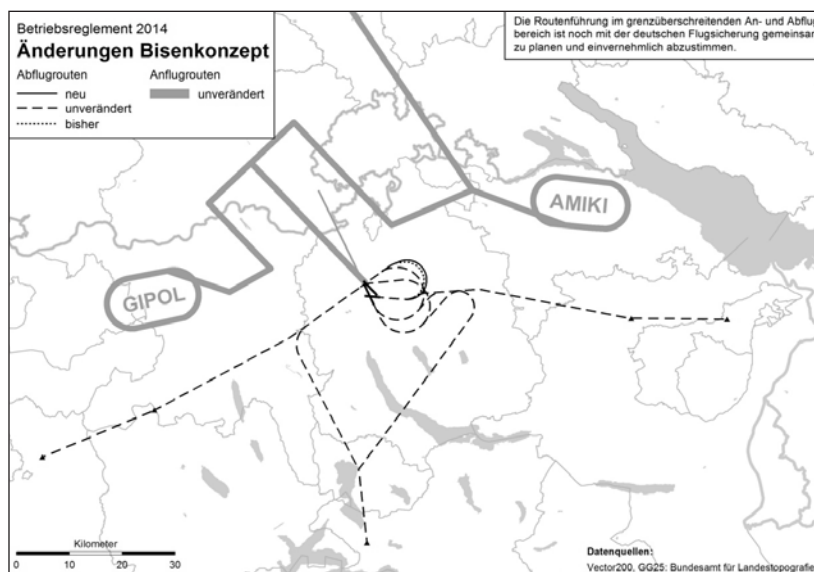 Betriebsreglement 2014
Änderungen Bisenkonzept
Abflugrouten
neu
unverändert
bisher
Anflugrouten
unverändert
Die Routenführung im grenzüberschreitenden An- und Abflug
bereich ist noch mit der deutschen Flugsicherung gemeinsam
zu planen und einvernehmlich abzustimmen.
AMIKI
GIPOL
Kilometer
0 10 20 30
Datenquellen:
Vector200, GG25: Bundesamt für Landestopografie